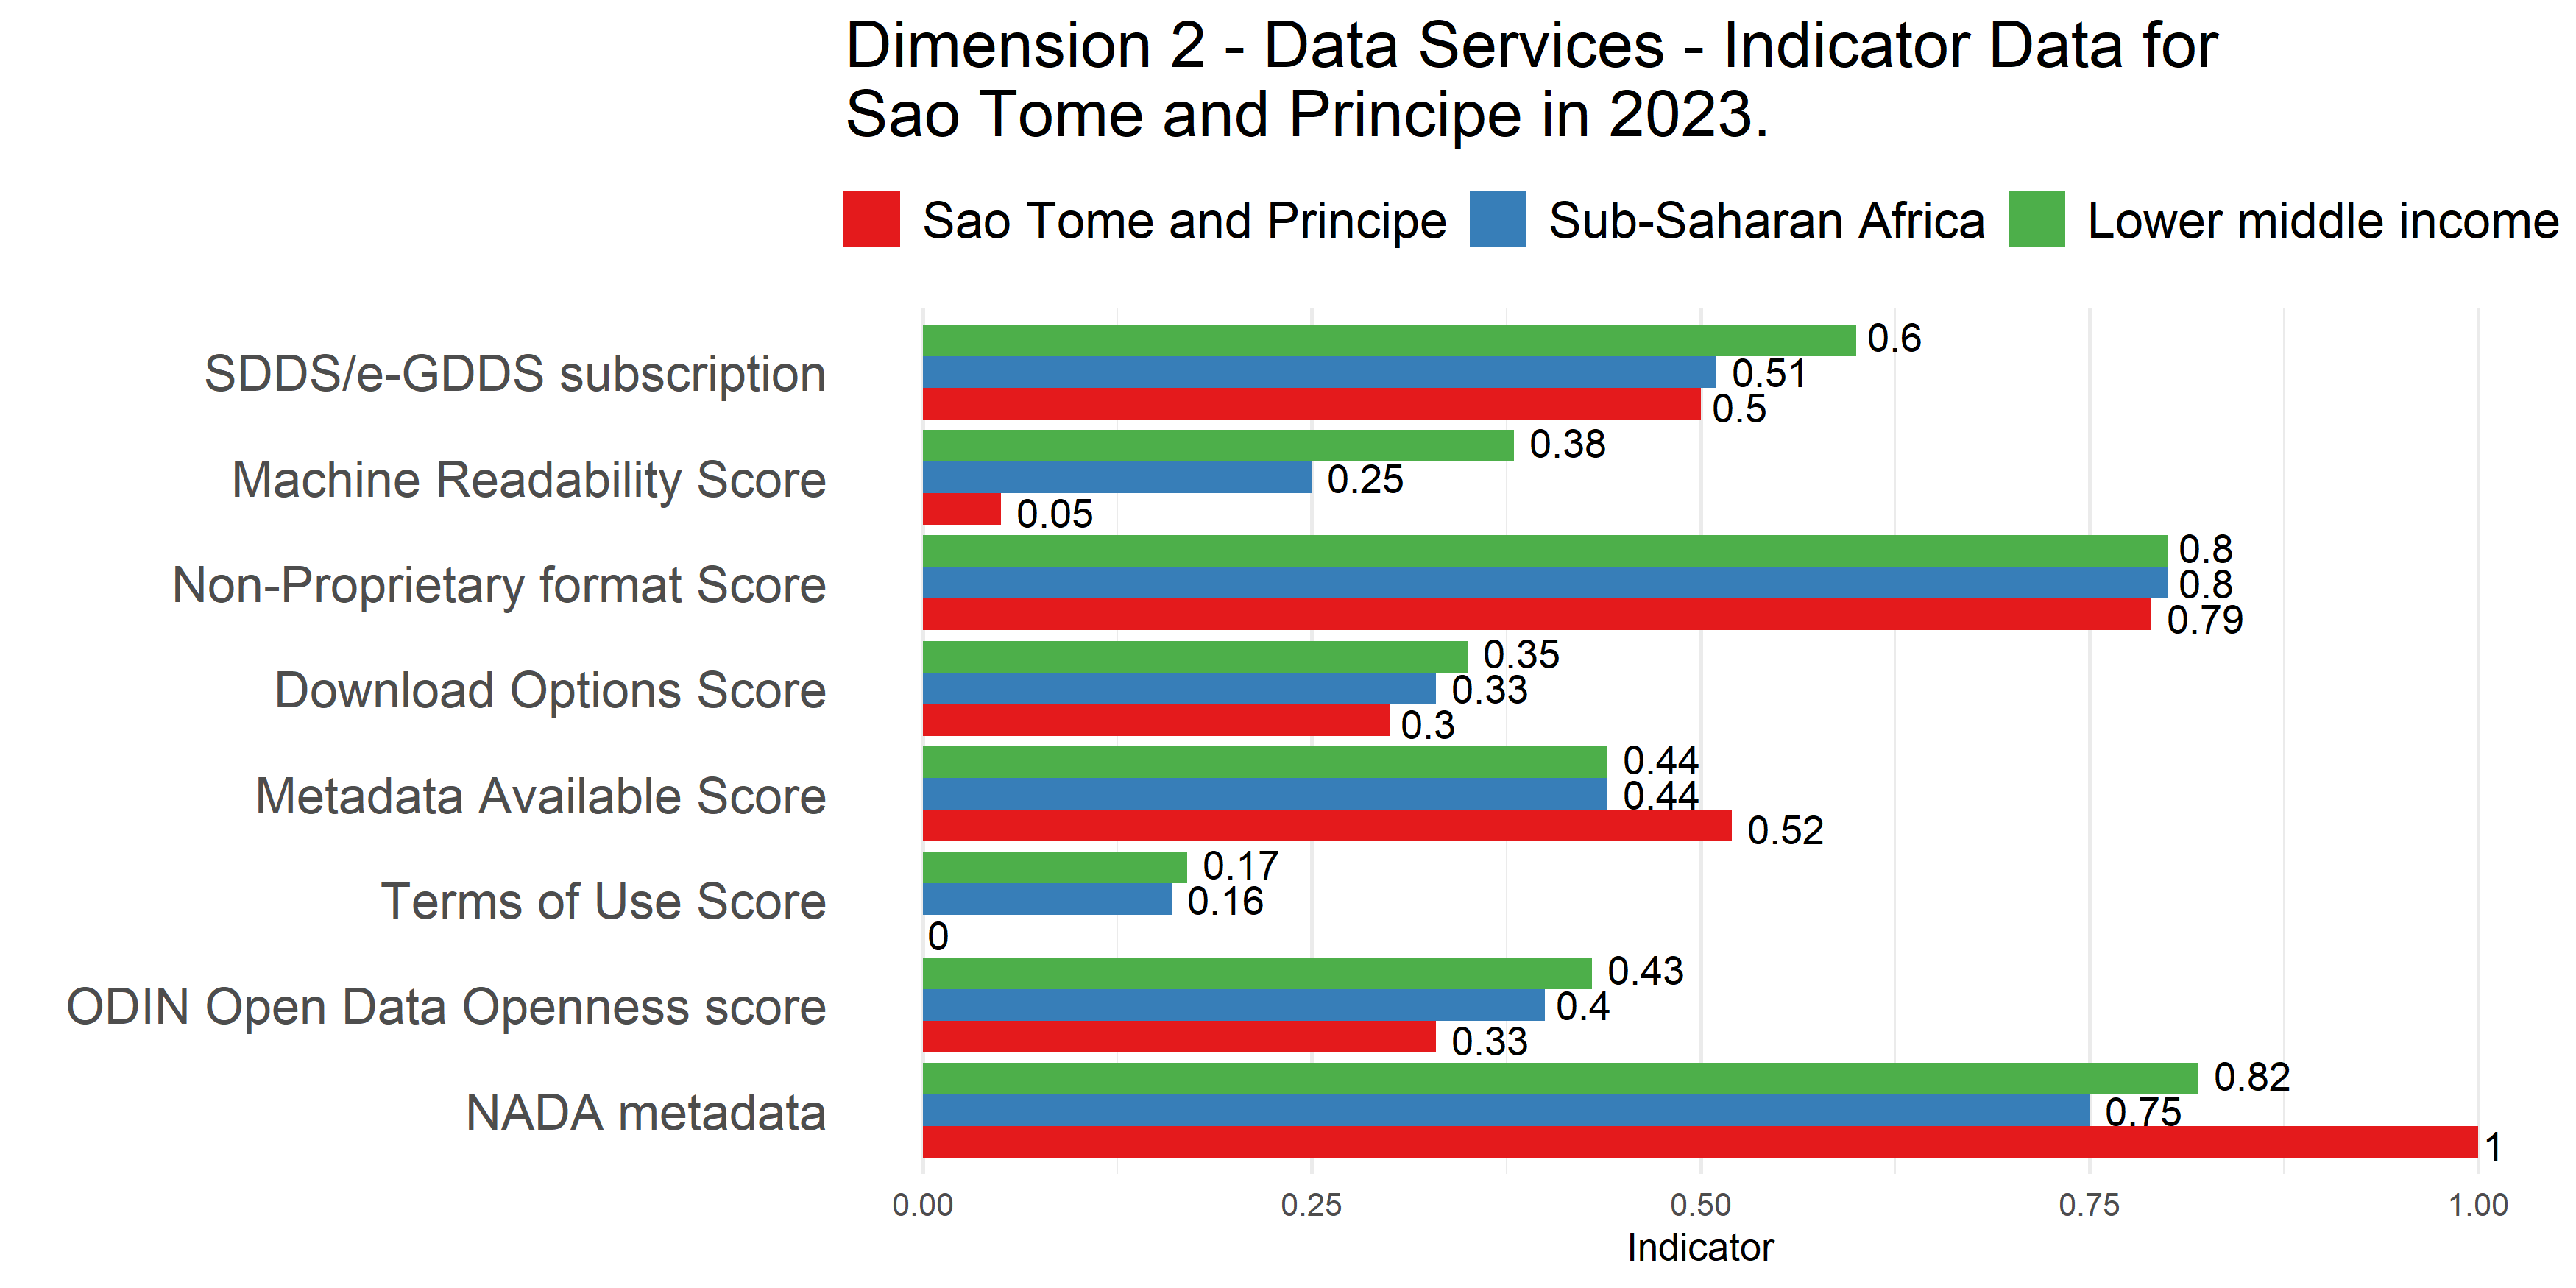 Dimension 2 - Data Services - Indicator Data for
Sao Tome and Principe in 2023.
Sao Tome and Principe
Sub-Saharan Africa
Lower middle income
SDDS/e-GDDS subscription
0.6
0.51
0.5
Machine Readability Score
0.38
0.25
0.05
Non-Proprietary format Score
0.8
0.8
0.79
Download Options Score
0.35
0.33
0.3
Metadata Available Score
0.44
0.44
0.52
Terms of Use Score
0.17
0.16
0
ODIN Open Data Openness score
0.43
0.4
0.33
NADA metadata
0.82
0.75
1
0.00
0.25
0.50
0.75
1.00
Indicator